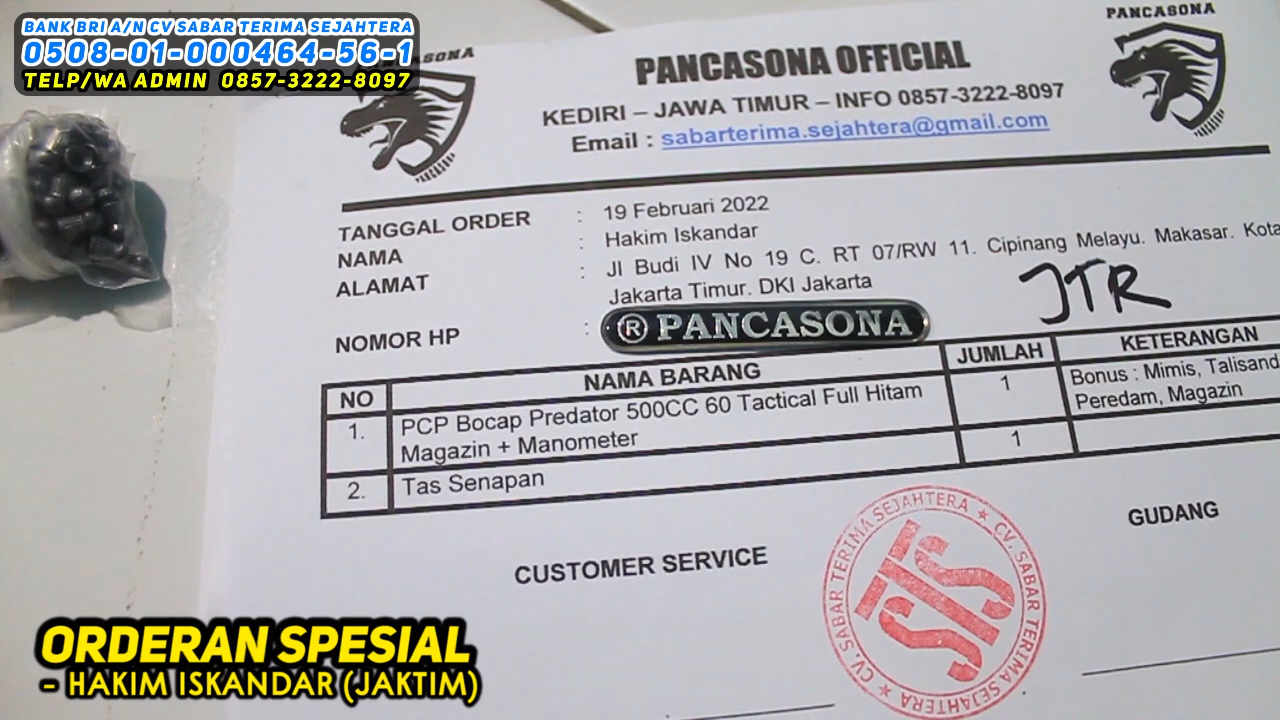 BANK BRI A/N CV SABAR TERIMA SEJAHTERA
0508-01-000464-56-1
TELP/WA ADMIN 0857-3222-8097
PANCASONA
PANCASONA OFFICIAL
KEDIRI – JAWA TIMUR – INFO 0857-3222-8097
Email : sabarterima.sejahtera@gmail.com
TANGGAL ORDER : 19 Februari 2022
NAMA : Hakim Iskandar
ALAMAT : Jl Budi IV No 19 C. RT 07/RW 11. Cipinang Melayu. Makasar. Kota
Jakarta Timur. DKI Jakarta
JTR
NOMOR HP :
® PANCASONA
NO NAMA BARANG JUMLAH KETERANGAN
1. PCP Bocap Predator 500CC 60 Tactical Full Hitam 1 Bonus : Mimis, Talisand
Magazin + Manometer Peredam, Magazin
2. Tas Senapan 1
CUSTOMER SERVICE GUDANG
CV. SABAR TERIMA SEJAHTERA ★ CV. SABAR TERIMA SEJAHTERA ★
STS
ORDERAN SPESIAL
- HAKIM ISKANDAR (JAKTIM)